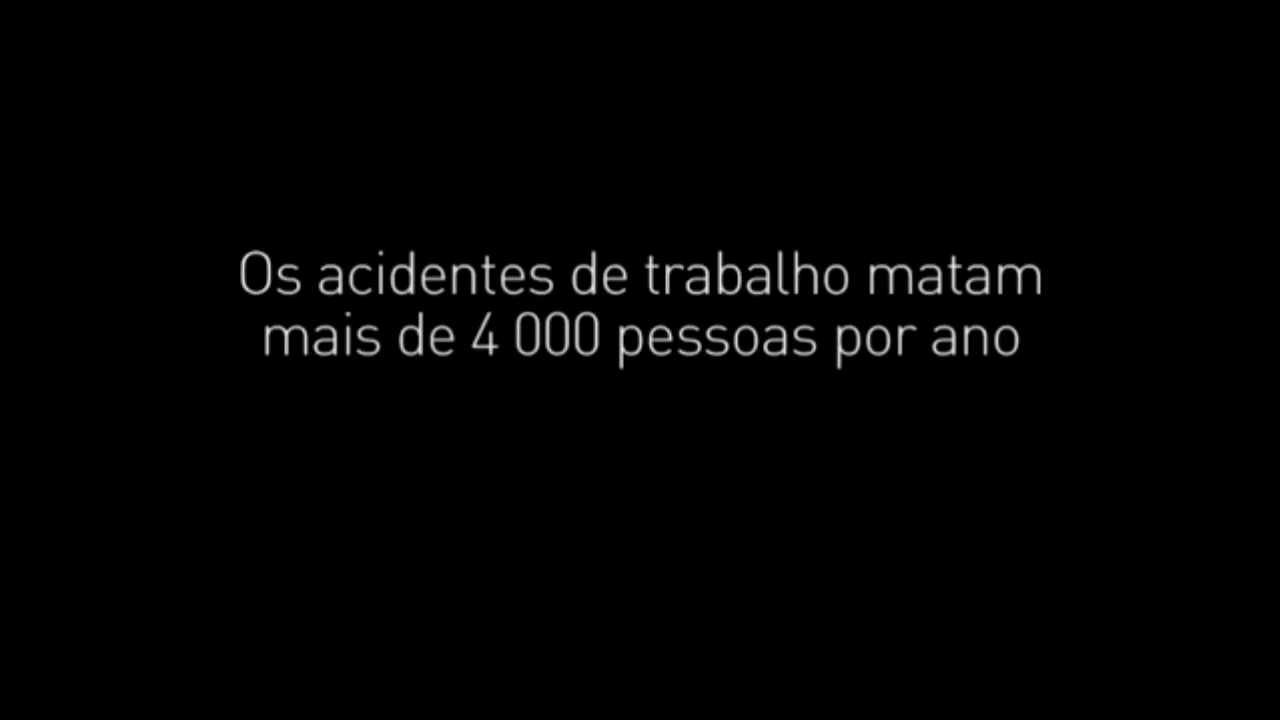 Os acidentes de trabalho matam
mais de 4 000 pessoas por ano